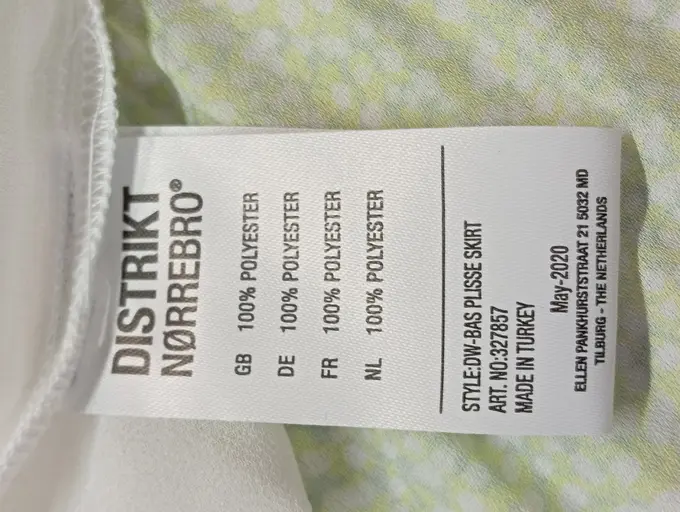 DISTRIKT
NØRREBRO®
GB 100% POLYESTER
DE 100% POLYESTER
FR 100% POLYESTER
NL 100% POLYESTER
STYLE:DW-BAS PLISSE SKIRT
ART. NO:327857
MADE IN TURKEY
May-2020
ELLEN PANKHURSTSTRAAT 21 5032 MD
TILBURG - THE NETHERLANDS